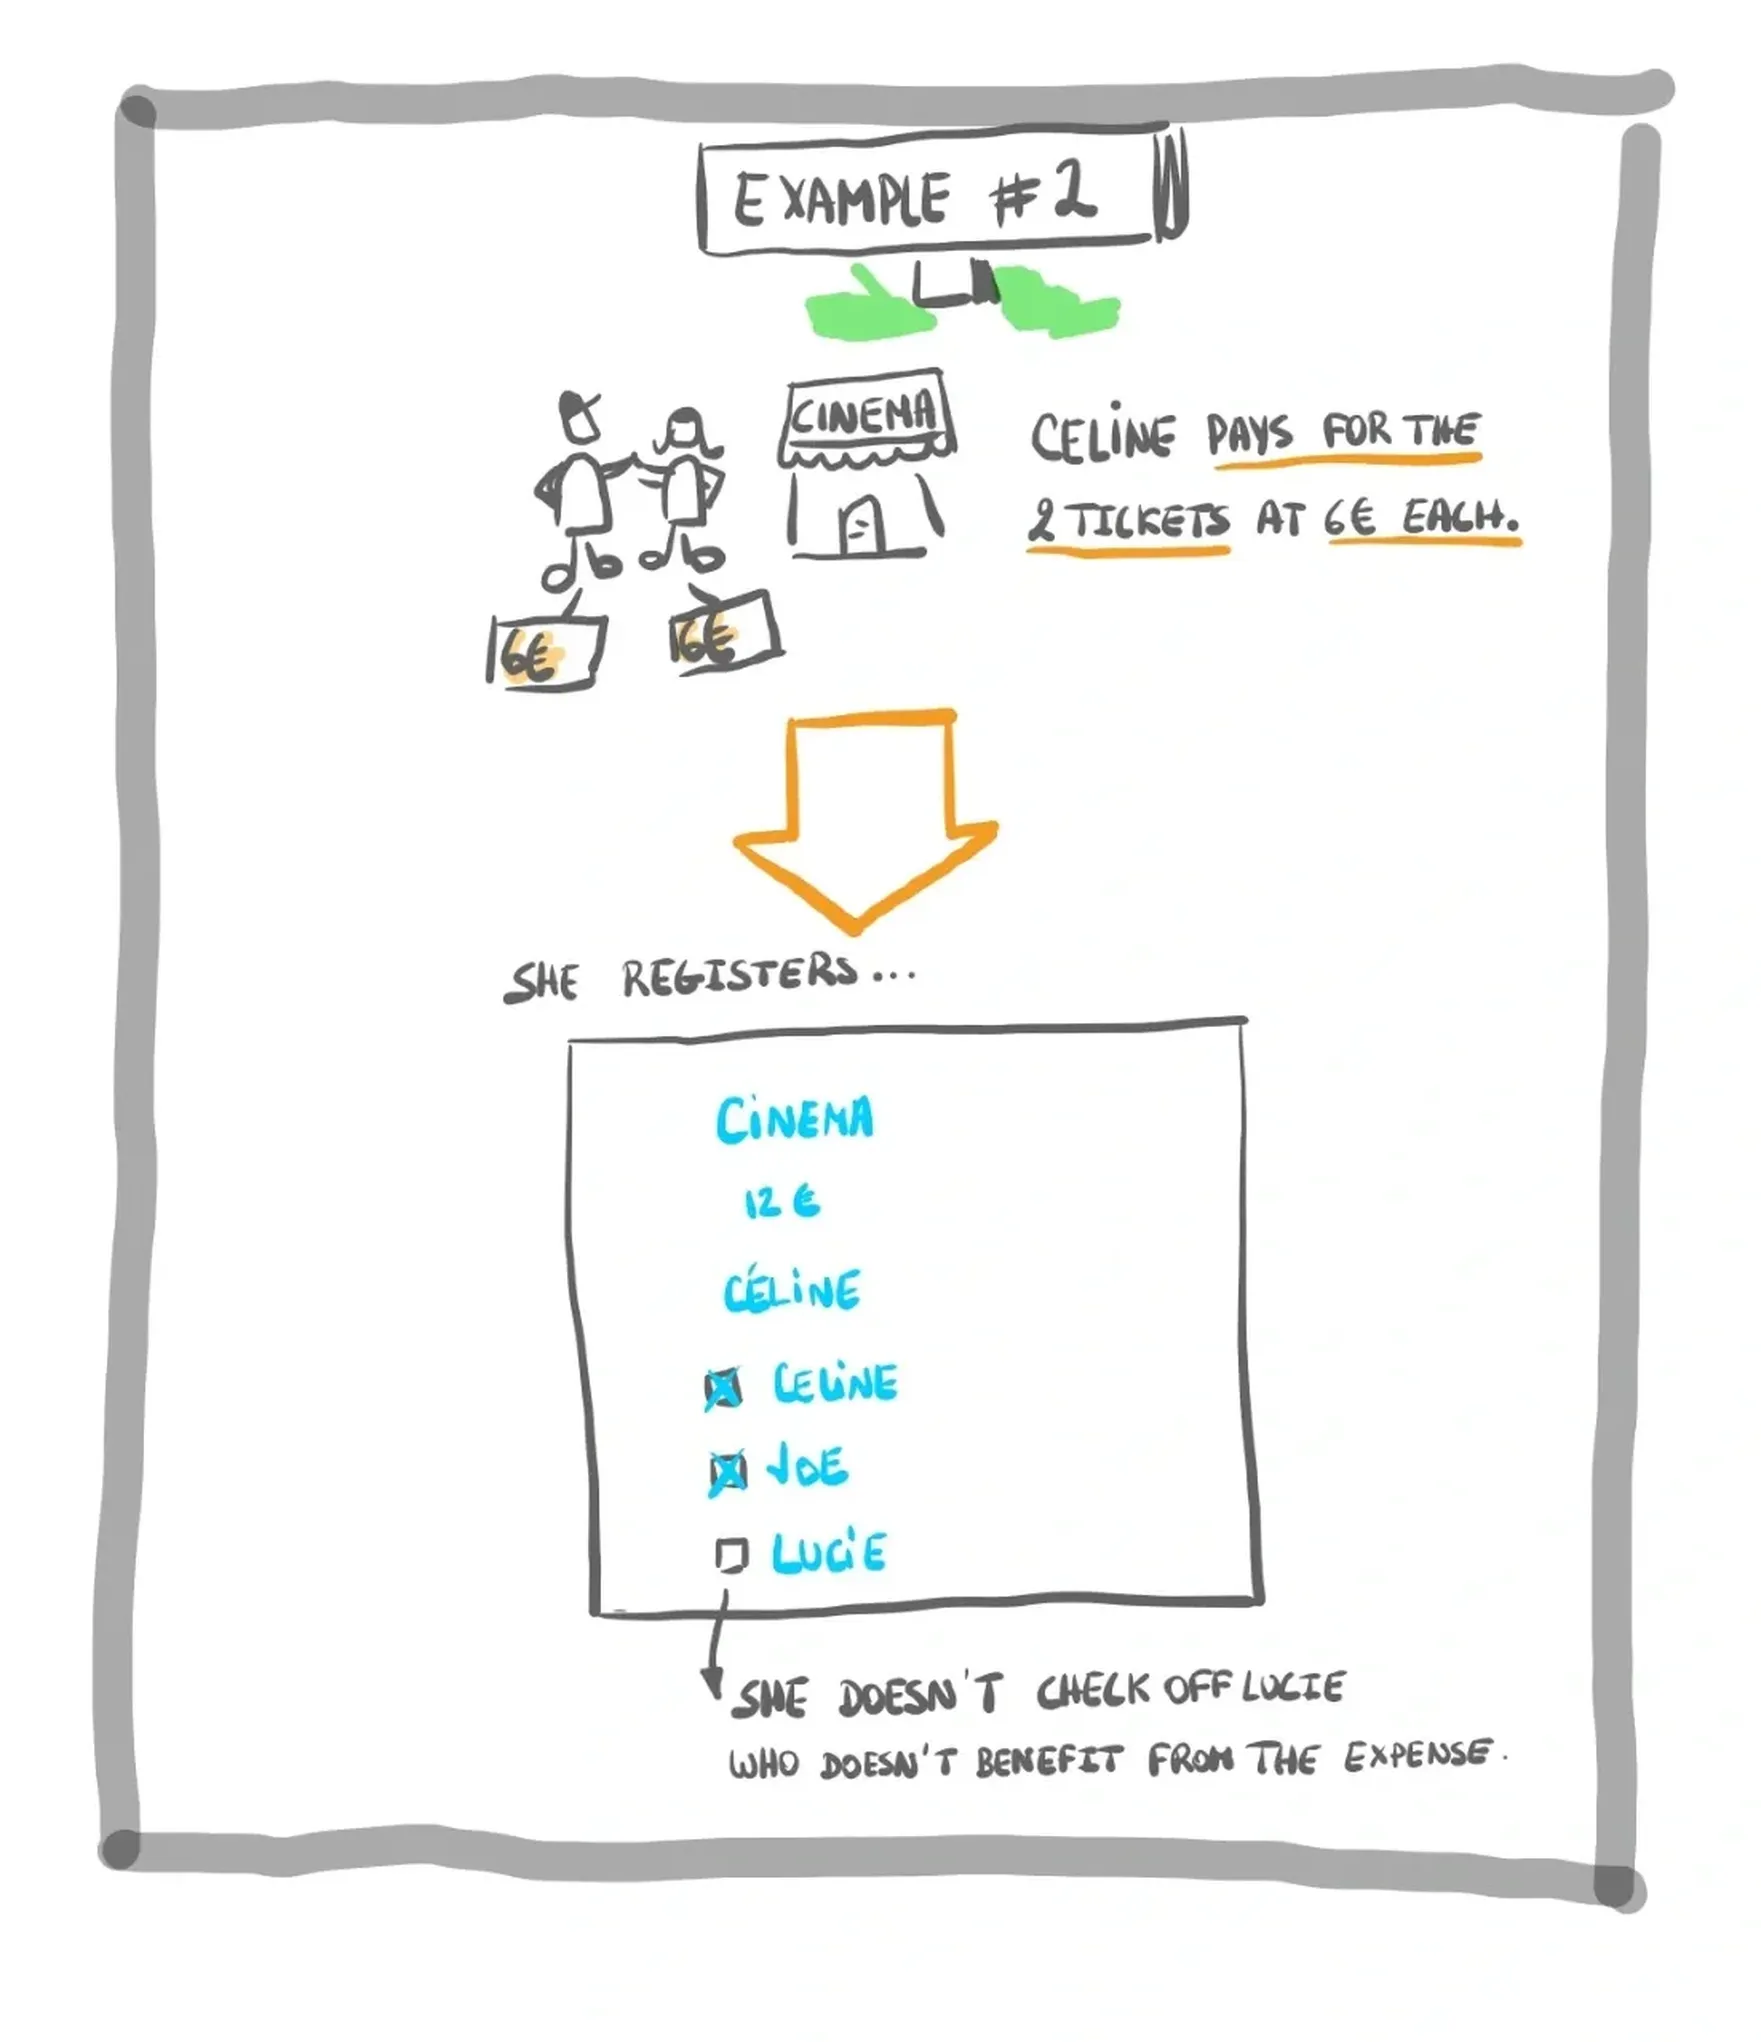 EXAMPLE #2
CINEMA
CELINE PAYS FOR THE
2 TICKETS AT 6€ EACH.
6€
6€
SHE REGISTERS...
CINEMA
12 €
CÉLINE
CELINE
JOE
LUCIE
SHE DOESN'T CHECK OFF LUCIE
WHO DOESN'T BENEFIT FROM THE EXPENSE.